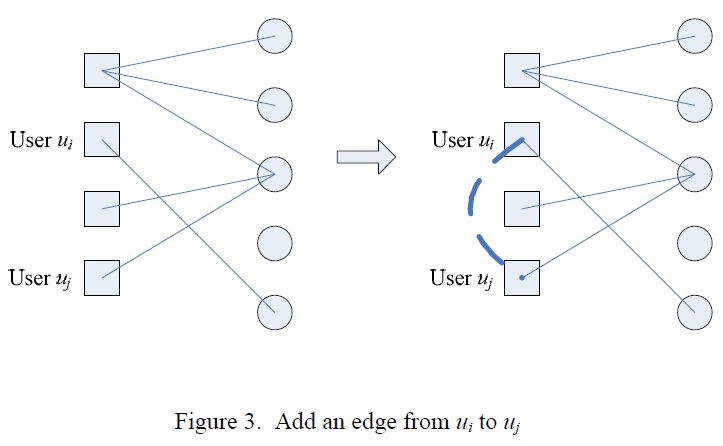 User ui
User uj
User ui
User uj
Figure 3. Add an edge from ui to uj